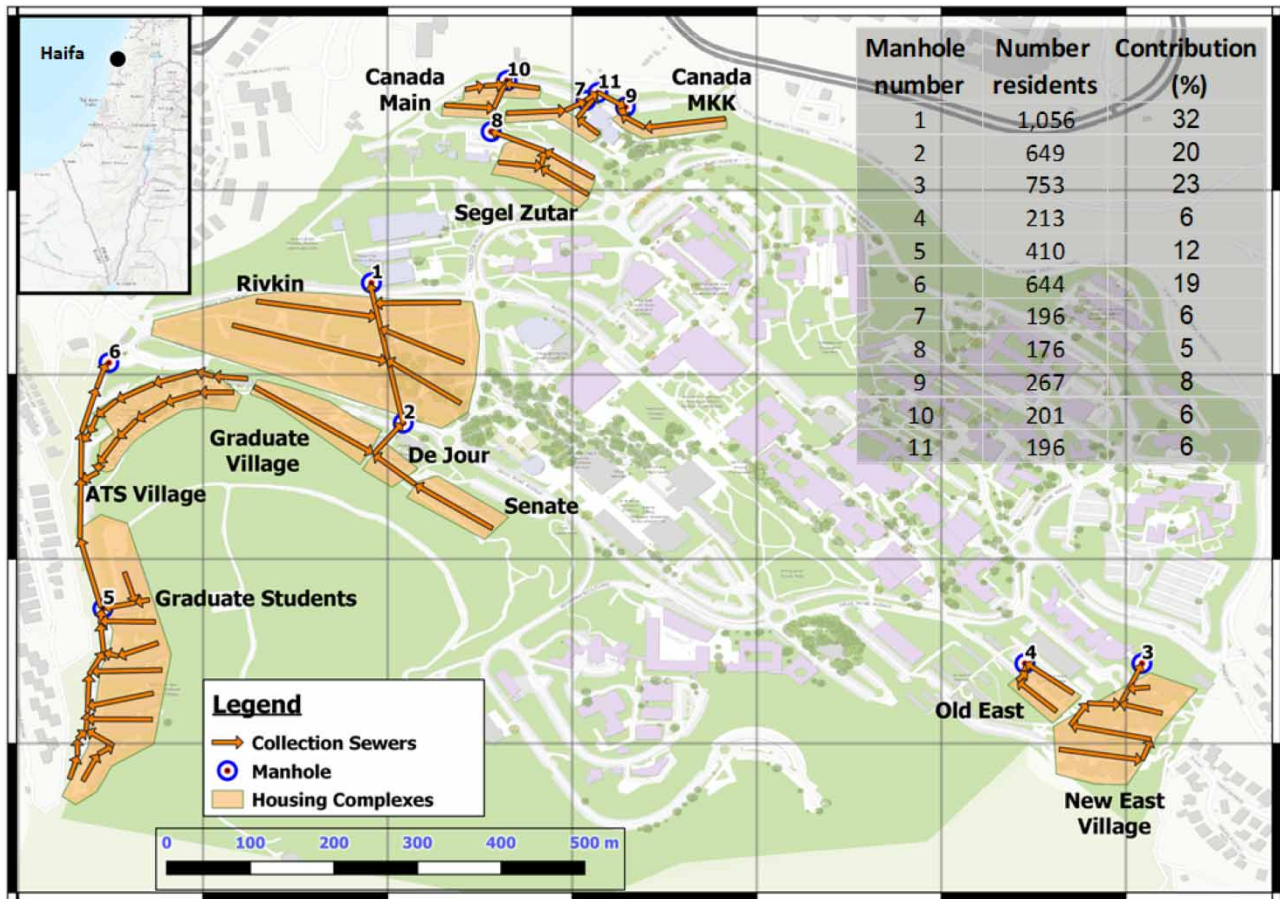 Haifa
Manhole number Number residents Contribution (%)
1 1,056 32
2 649 20
3 753 23
4 213 6
5 410 12
6 644 19
7 196 6
8 176 5
9 267 8
10 201 6
11 196 6
Canada
Main
10
7
11
9
Canada
MKK
8
Segel Zutar
Rivkin
1
6
2
Graduate
Village
De Jour
ATS Village
Senate
5
Graduate Students
4
3
Old East
New East
Village
Legend
Collection Sewers
Manhole
Housing Complexes
0 100 200 300 400 500 m